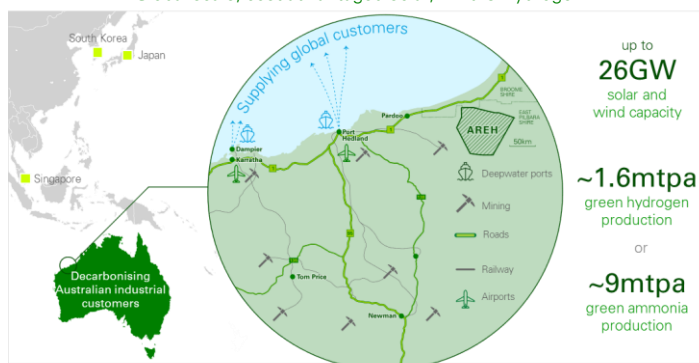 South Korea
Japan
Singapore
Decarbonising
Australian industrial
customers
Supplying global customers
BROOME
SHIRE
EAST
PILBARA
SHIRE
Pardoo
AREH
50km
Port
Hedland
Dampier
Karratha
Tom Price
Newman
Deepwater ports
Mining
Roads
Railway
Airports
up to
26GW
solar and
wind capacity
~1.6mtpa
green hydrogen
production
or
~9mtpa
green ammonia
production